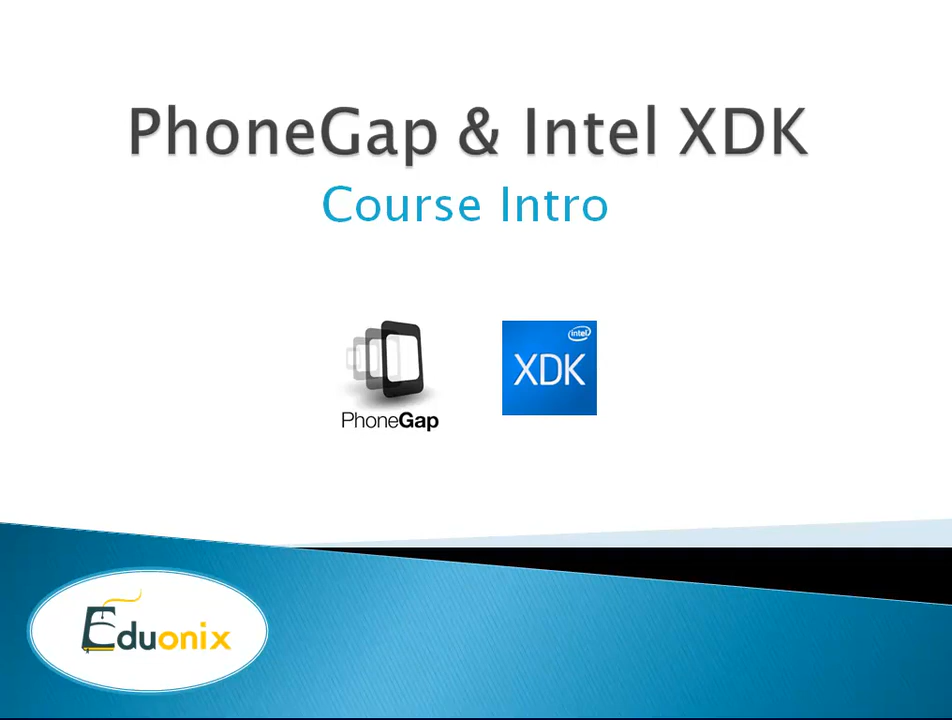 PhoneGap & Intel XDK
Course Intro
intel
XDK
PhoneGap
Eduonix